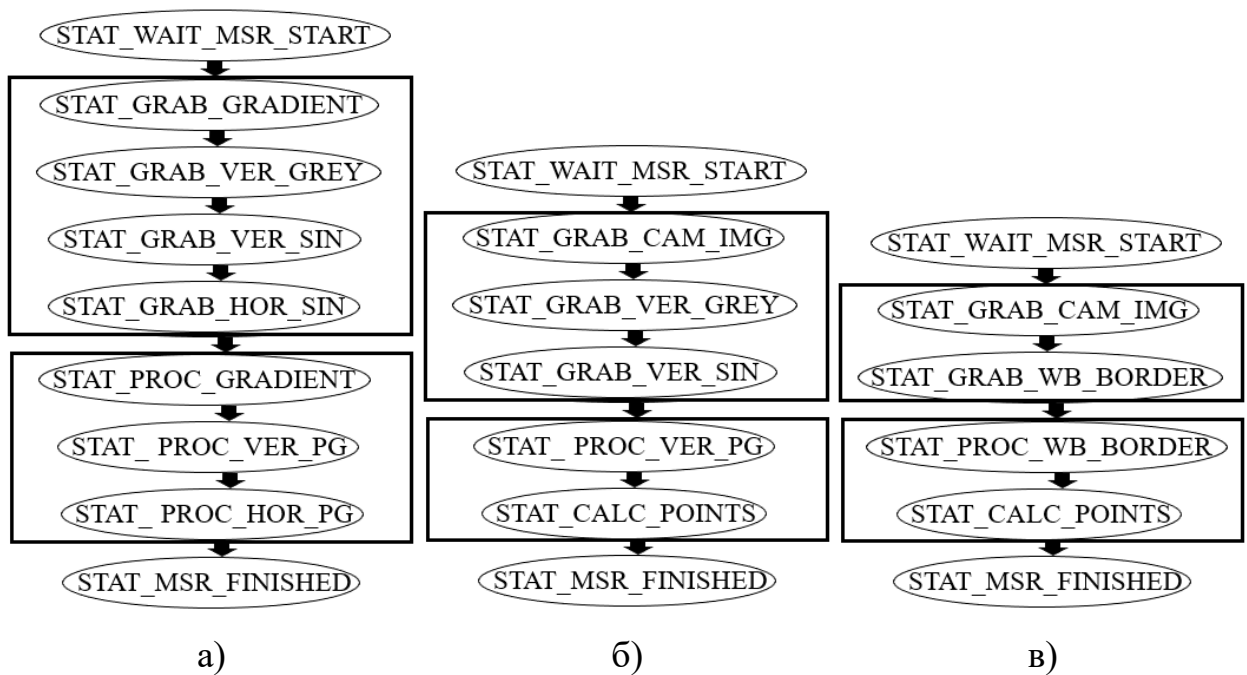 STAT_WAIT_MSR_START
STAT_GRAB_GRADIENT
STAT_GRAB_VER_GREY
STAT_GRAB_VER_SIN
STAT_GRAB_HOR_SIN
STAT_PROC_GRADIENT
STAT_ PROC_VER_PG
STAT_ PROC_HOR_PG
STAT_MSR_FINISHED
а)
STAT_WAIT_MSR_START
STAT_GRAB_CAM_IMG
STAT_GRAB_VER_GREY
STAT_GRAB_VER_SIN
STAT_ PROC_VER_PG
STAT_CALC_POINTS
STAT_MSR_FINISHED
б)
STAT_WAIT_MSR_START
STAT_GRAB_CAM_IMG
STAT_GRAB_WB_BORDER
STAT_PROC_WB_BORDER
STAT_CALC_POINTS
STAT_MSR_FINISHED
в)